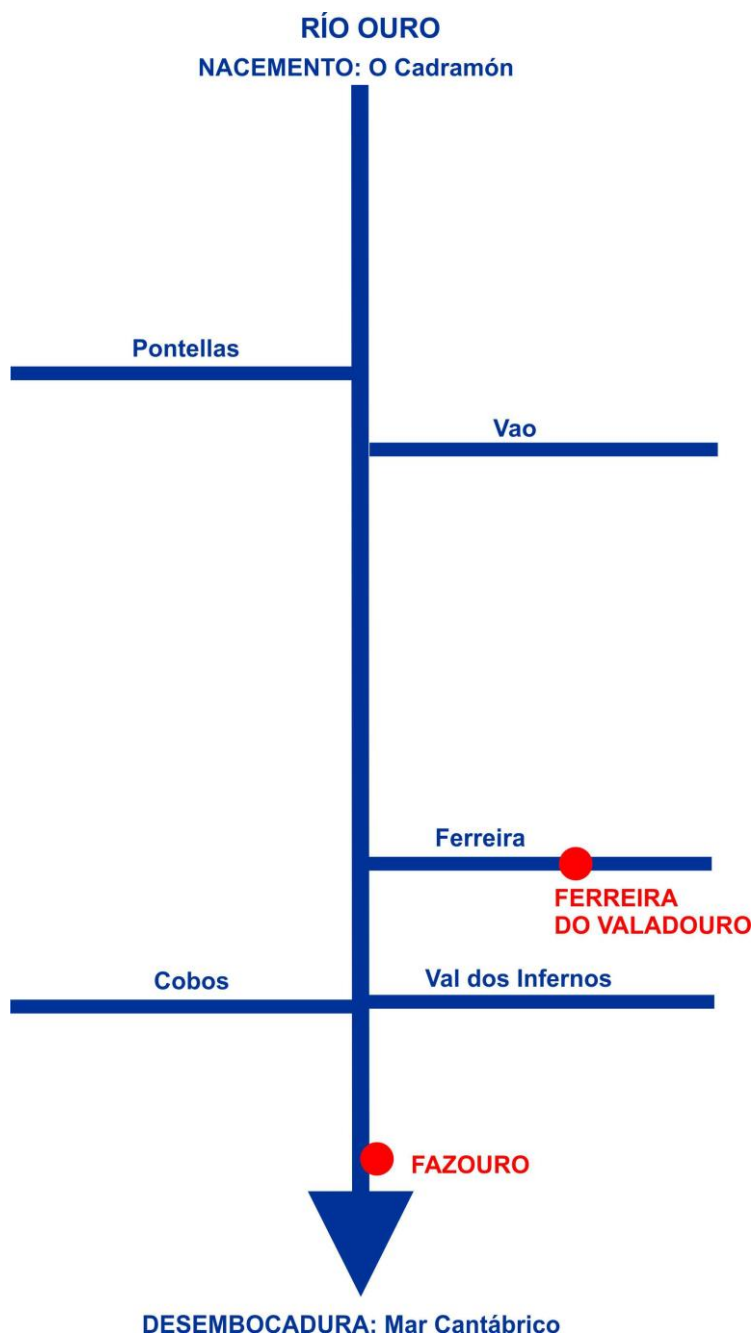 RÍO OURO
NACEMENTO: O Cadramón
Pontellas
Vao
Ferreira
FERREIRA
DO VALADOURO
Cobos
Val dos Infernos
FAZOURO
DESEMBOCADURA: Mar Cantábrico